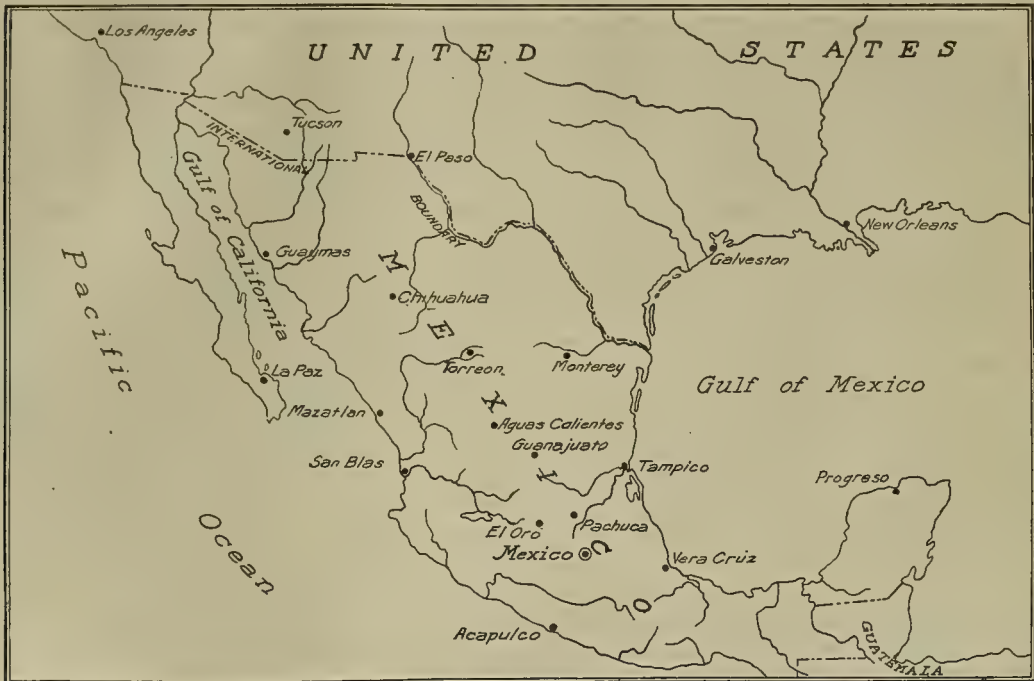 Los Angeles
UNITED STATES
Tucson
INTERNATIONAL
El Paso
BOUNDARY
New Orleans
Galveston
Gulf of California
Guaymas
Pacific
Ocean
MEXICO
Chihuahua
La Paz
Torreon
Monterey
Gulf of Mexico
Mazatlan
Aguas Calientes
Guanajuato
San Blas
Tampico
Progreso
El Oro
Pachuca
Mexico
Vera Cruz
Acapulco
GUATEMALA